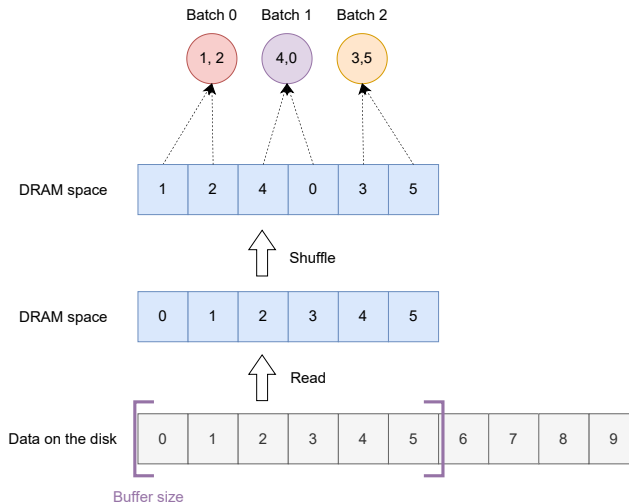 Batch 0 Batch 1 Batch 2
1, 2 4,0 3,5
DRAM space 1 2 4 0 3 5
Shuffle
DRAM space 0 1 2 3 4 5
Read
Data on the disk 0 1 2 3 4 5 6 7 8 9
Buffer size